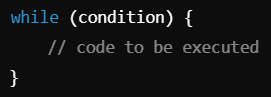 while (condition) {
    // code to be executed
}